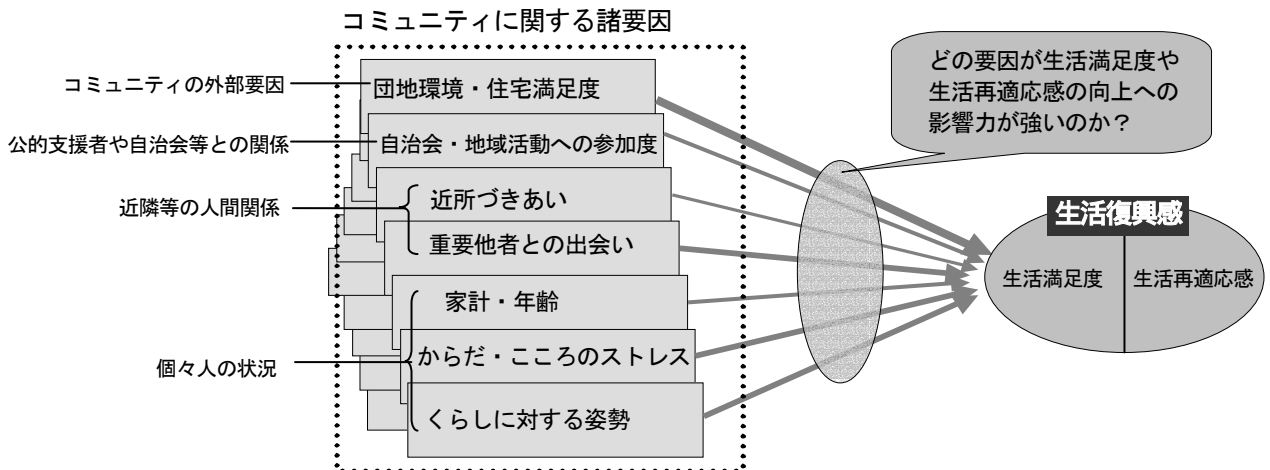 コミュニティに関する諸要因
どの要因が生活満足度や
生活再適応感の向上への
影響力が強いのか？
コミュニティの外部要因
団地環境・住宅満足度
公的支援者や自治会等との関係
自治会・地域活動への参加度
近隣等の人間関係
近所づきあい
重要他者との出会い
個々人の状況
家計・年齢
からだ・こころのストレス
くらしに対する姿勢
生活復興感
生活満足度
生活再適応感